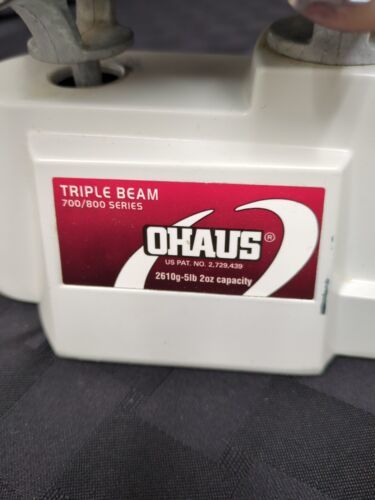 TRIPLE BEAM
700/800 SERIES
OHAUS®
US PAT. NO. 2,729,439
2610g-5lb 2oz capacity